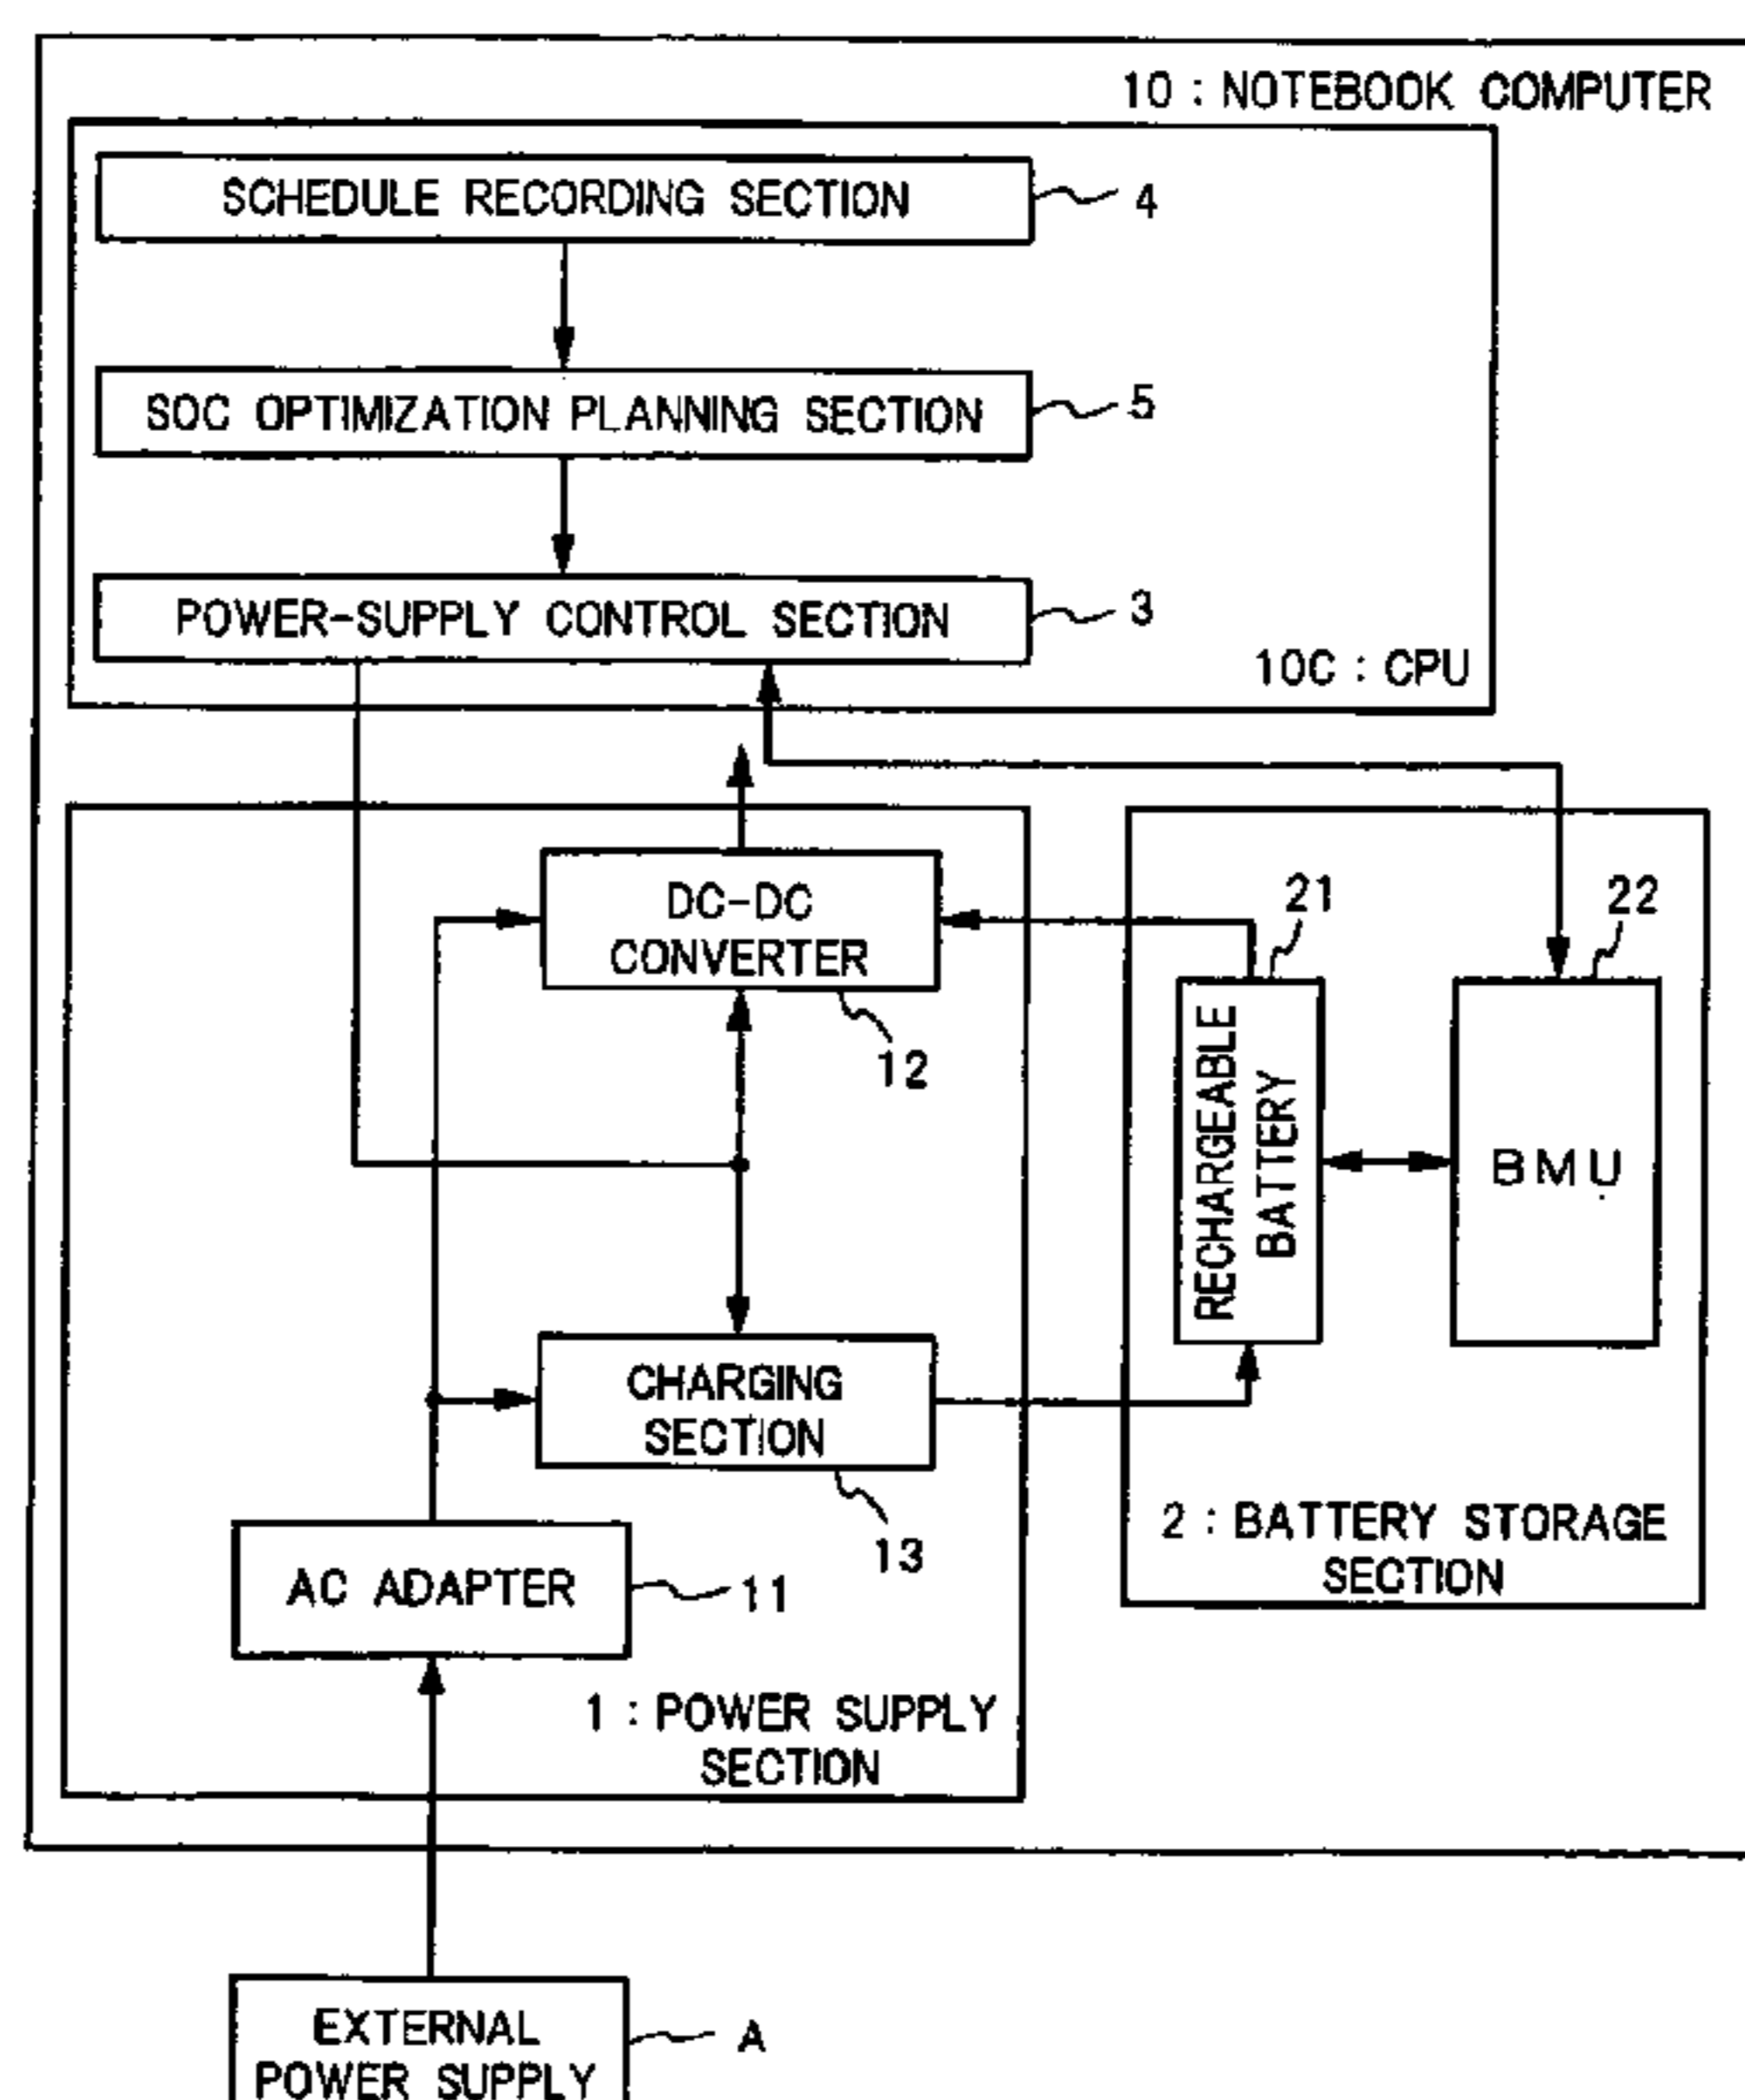 10 : NOTEBOOK COMPUTER
SCHEDULE RECORDING SECTION
4
SOC OPTIMIZATION PLANNING SECTION
5
POWER-SUPPLY CONTROL SECTION
3
10C : CPU
DC-DC
CONVERTER
12
21
22
RECHARGEABLE
BATTERY
BMU
CHARGING
SECTION
13
2 : BATTERY STORAGE
SECTION
AC ADAPTER
11
1 : POWER SUPPLY
SECTION
EXTERNAL
POWER SUPPLY
A